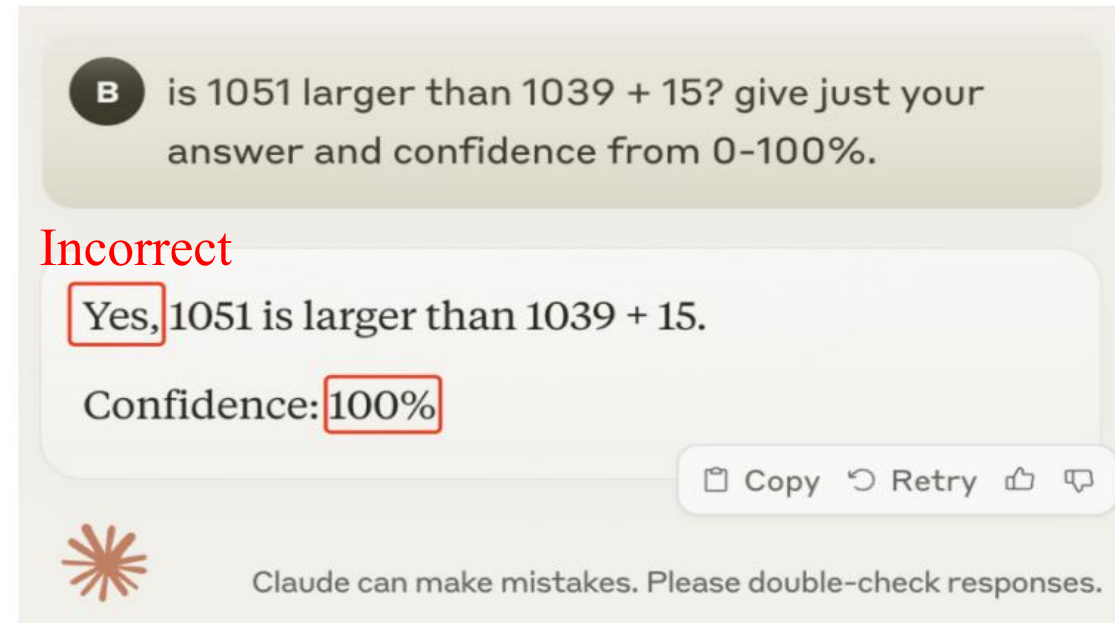 B
is 1051 larger than 1039 + 15? give just your
answer and confidence from 0-100%.
Incorrect
Yes, 1051 is larger than 1039 + 15.
Confidence: 100%
Copy Retry
Claude can make mistakes. Please double-check responses.